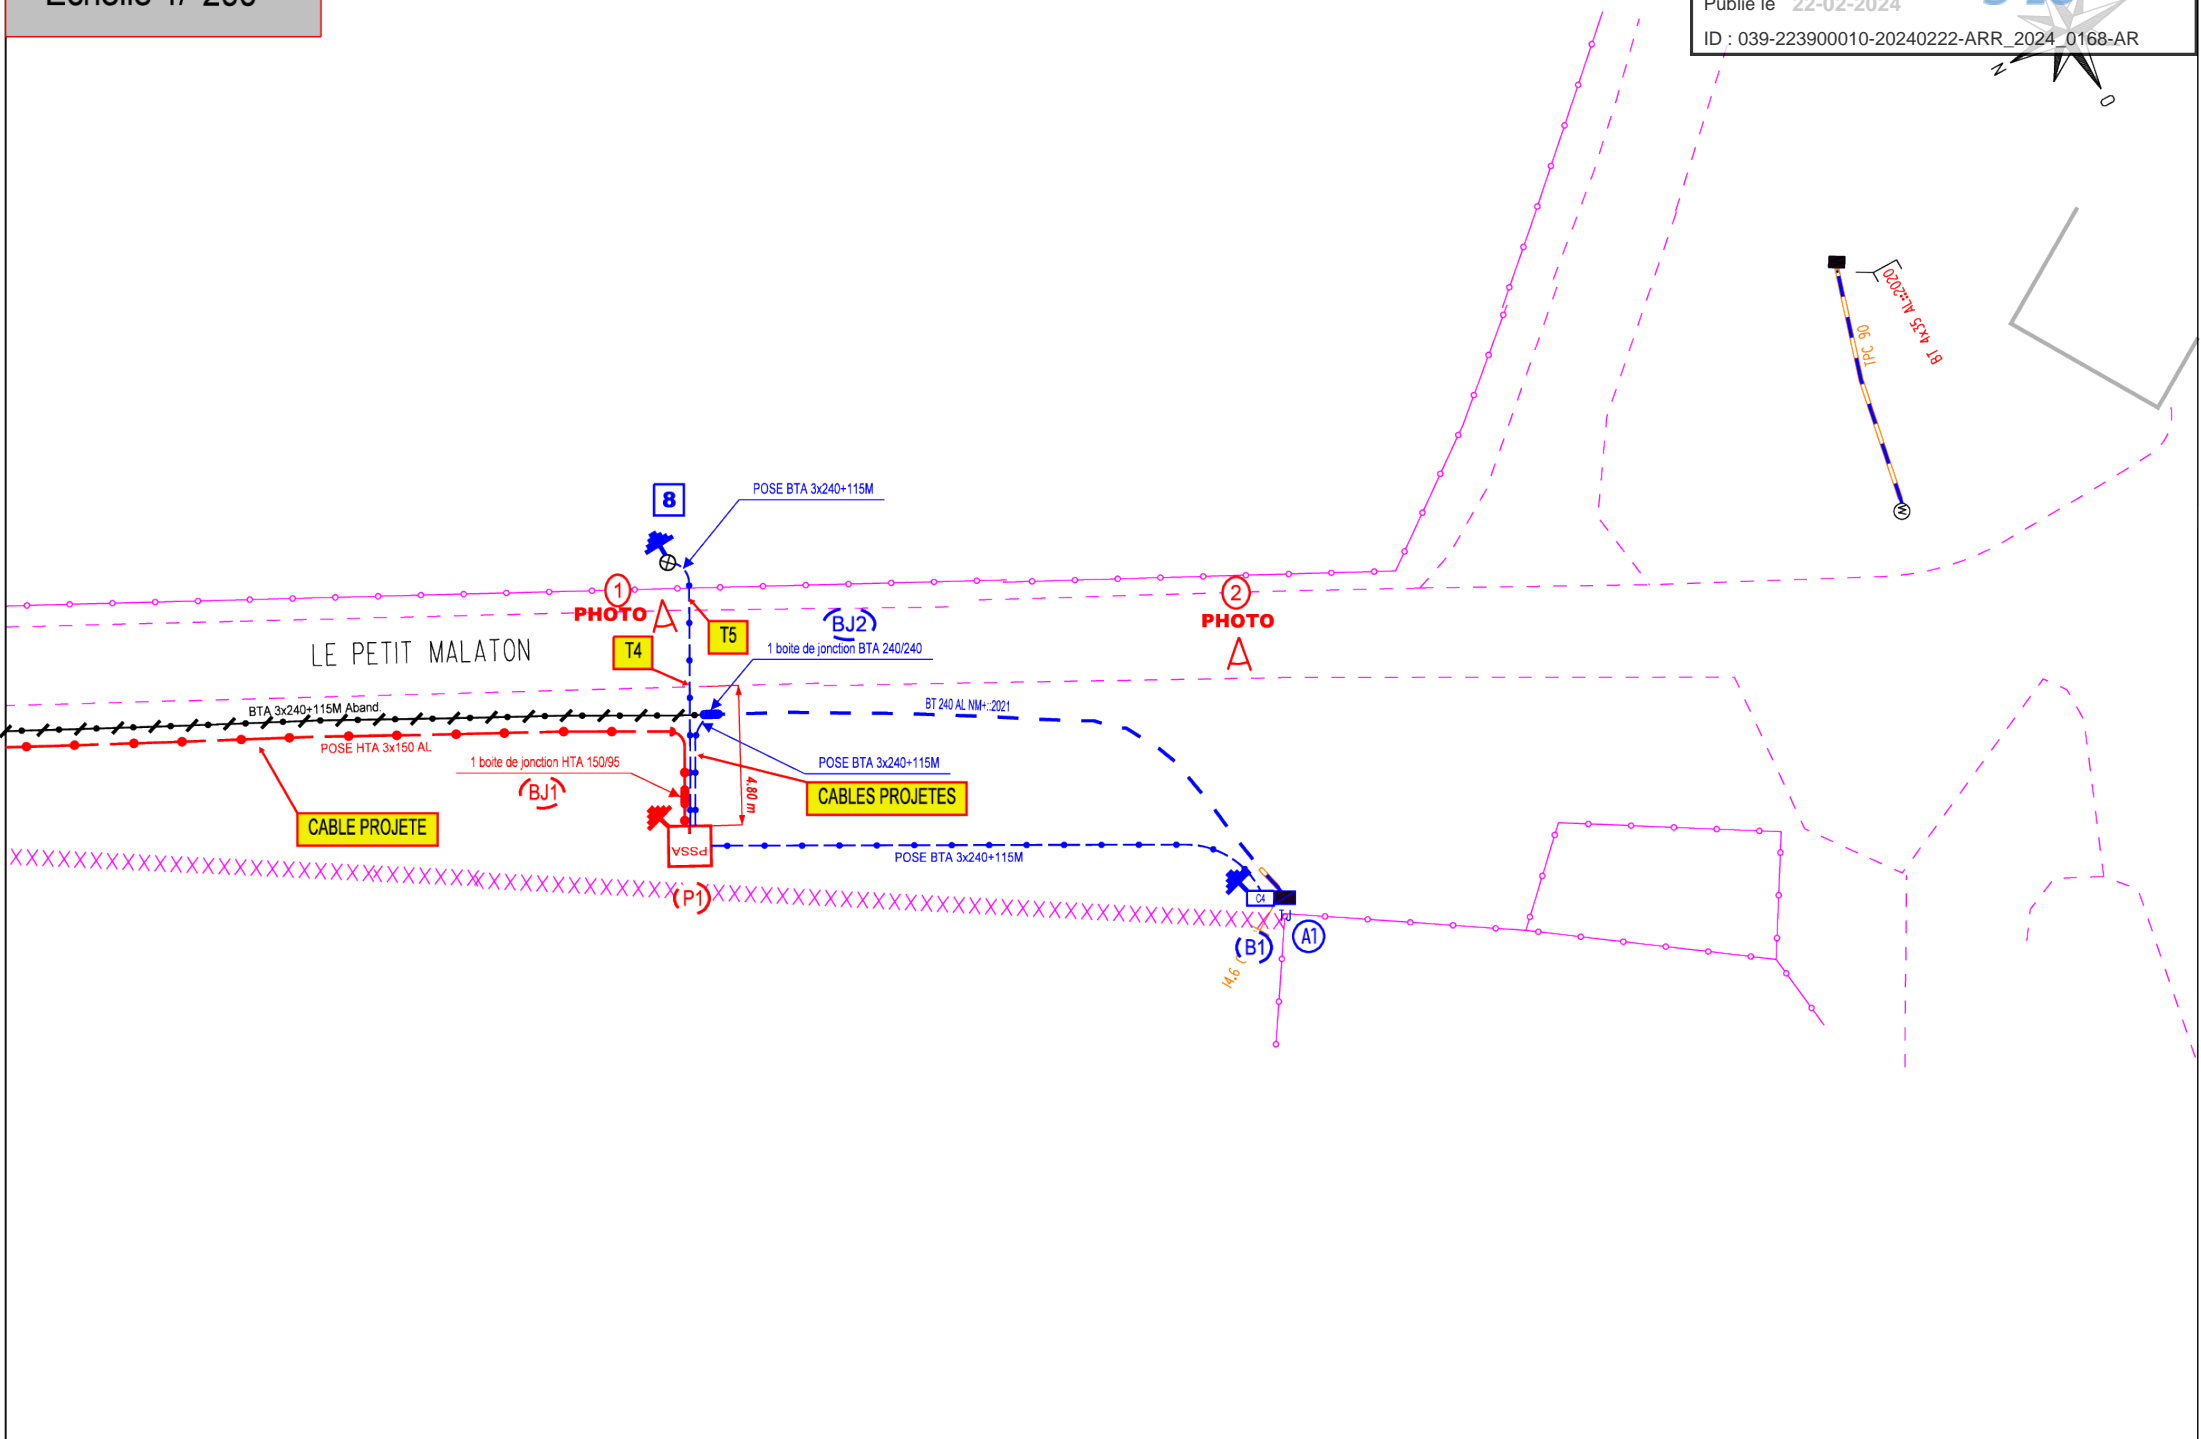 Publié le 22-02-2024
ID : 039-223900010-20240222-ARR_2024_0168-AR
N
O
BT 4x35 AL::2020
TPC 90
M
8
POSE BTA 3x240+115M
1
PHOTO
2
PHOTO
BJ2
T5
T4
LE PETIT MALATON
1 boite de jonction BTA 240/240
BTA 3x240+115M Aband.
BT 240 AL NM+::2021
POSE HTA 3x150 AL
1 boite de jonction HTA 150/95
POSE BTA 3x240+115M
BJ1
4.80 m
CABLES PROJETES
CABLE PROJETE
PSSA
POSE BTA 3x240+115M
P1
C4
TJ
B1
A1
14.6